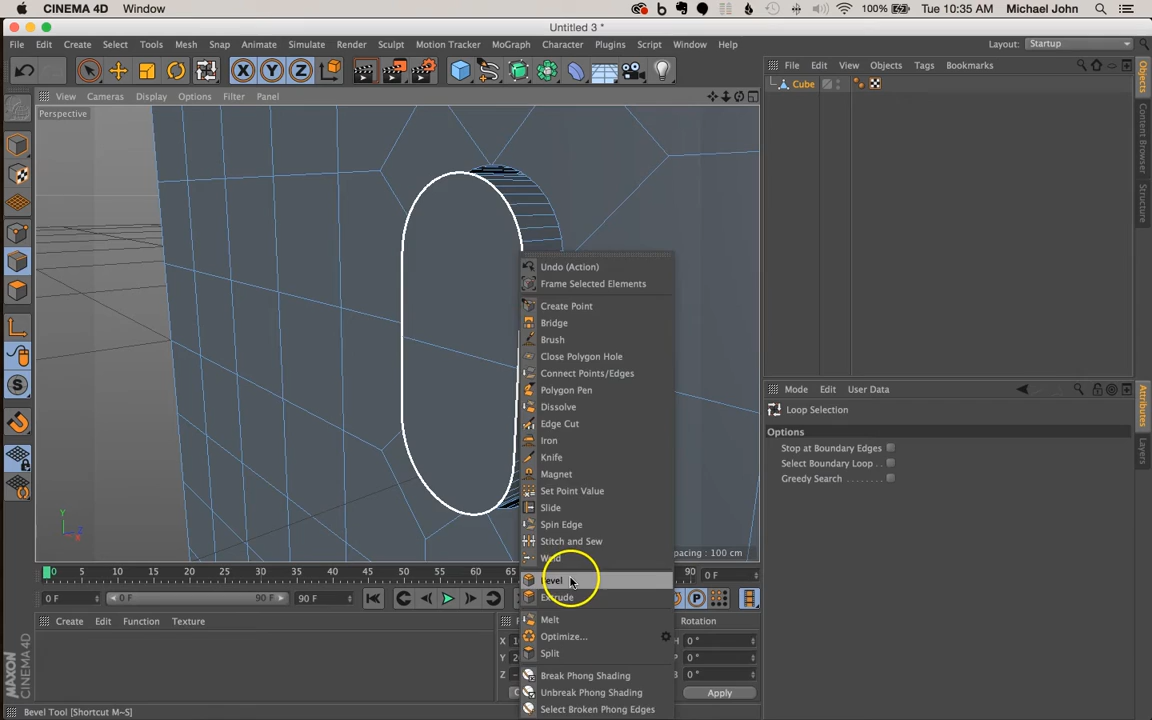 CINEMA 4D Window 100% Tue 10:35 AM Michael John
Untitled 3 *
File Edit Create Select Tools Mesh Snap Animate Simulate Render Sculpt Motion Tracker MoGraph Character Plugins Script Window Help Layout: Startup
X Y Z
File Edit View Objects Tags Bookmarks
View Cameras Display Options Filter Panel
Perspective
Cube
Objects
Content Browser
Structure
Undo (Action)
Frame Selected Elements
Create Point
Bridge
Brush
Close Polygon Hole
Connect Points/Edges
Polygon Pen
Dissolve
Edge Cut
Iron
Knife
Magnet
Set Point Value
Slide
Spin Edge
Stitch and Sew
Weld
Bevel
Extrude
Melt
Optimize...
Split
Break Phong Shading
Unbreak Phong Shading
Select Broken Phong Edges
Mode Edit User Data
Loop Selection
Options
Stop at Boundary Edges
Select Boundary Loop
Greedy Search
Attributes
Layers
Y
Z
X
pacing : 100 cm
0 5 10 15 20 25 30 35 40 45 50 55 60 65 90 0 F
0 F 0 F 90 F 90 F
P
Create Edit Function Texture
Rotation
X H 0 °
Y P 0 °
Z B 0 °
Apply
MAXON
CINEMA 4D
Bevel Tool [Shortcut M~S]